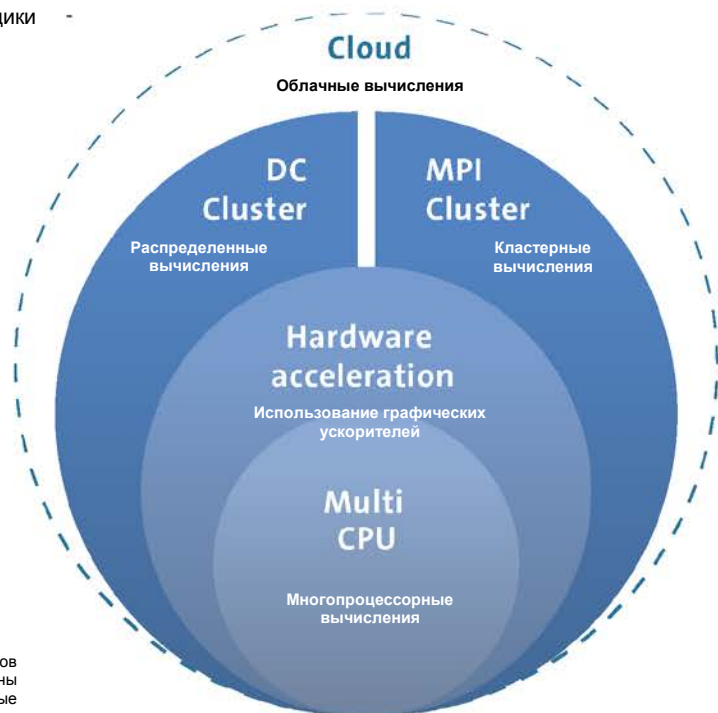 дики -
Cloud
Облачные вычисления
DC
Cluster
Распределенные
вычисления
MPI
Cluster
Кластерные
вычисления
Hardware
acceleration
Использование графических
ускорителей
Multi
CPU
Многопроцессорные
вычисления
ов
ны
ые